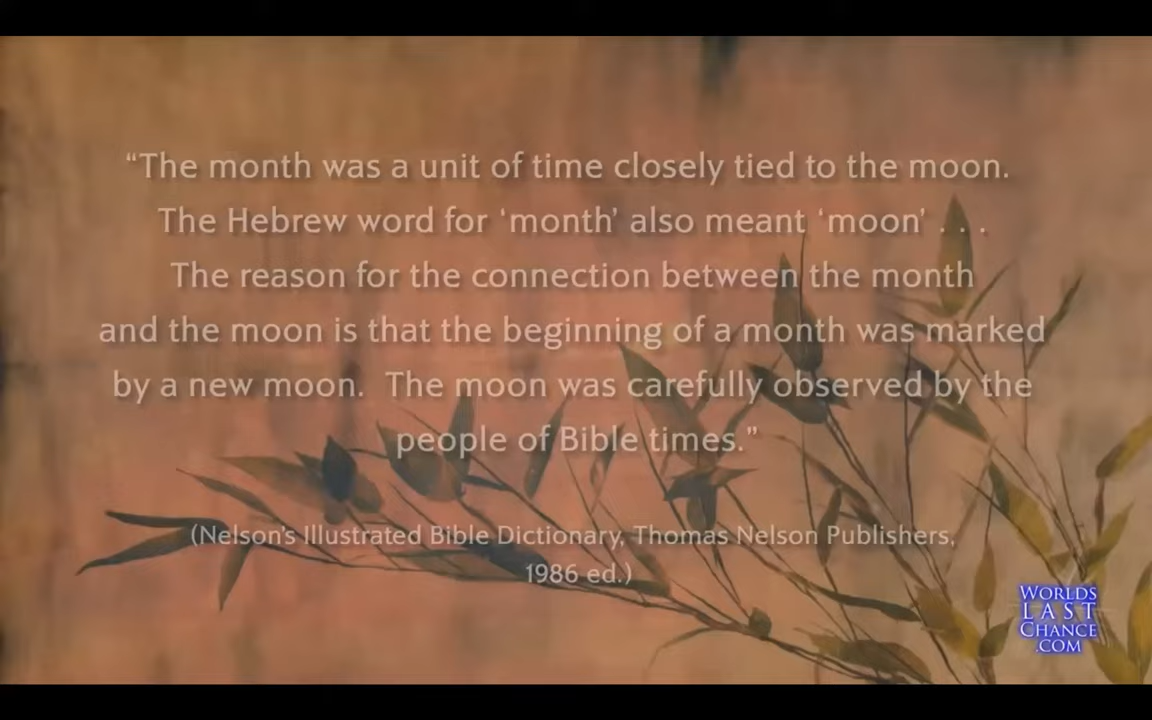 “The month was a unit of time closely tied to the moon.
The Hebrew word for ‘month’ also meant ‘moon’ . . .
The reason for the connection between the month
and the moon is that the beginning of a month was marked
by a new moon.  The moon was carefully observed by the
people of Bible times.”
(Nelson’s Illustrated Bible Dictionary, Thomas Nelson Publishers,
1986 ed.)
WORLDS
LAST
CHANCE
.COM